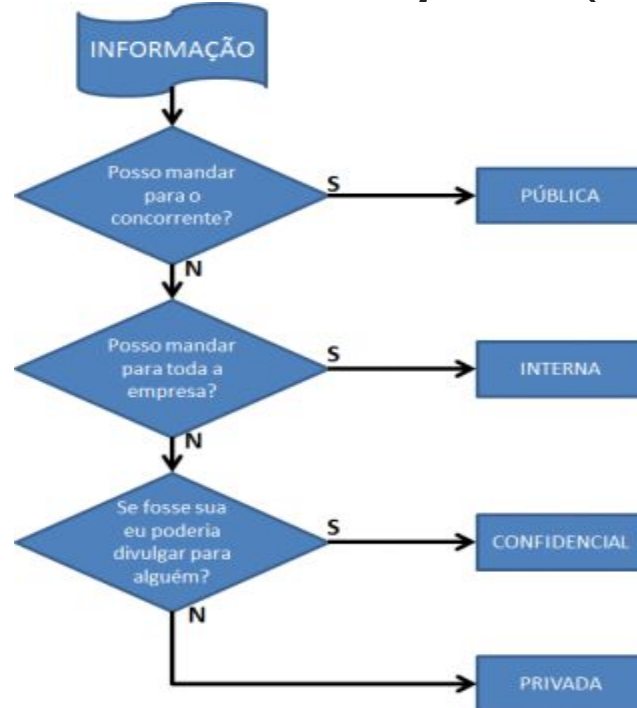 INFORMAÇÃO
Posso mandar
para o
concorrente?
S
PÚBLICA
N
Posso mandar
para toda a
empresa?
S
INTERNA
N
Se fosse sua
eu poderia
divulgar para
alguém?
S
CONFIDENCIAL
N
PRIVADA